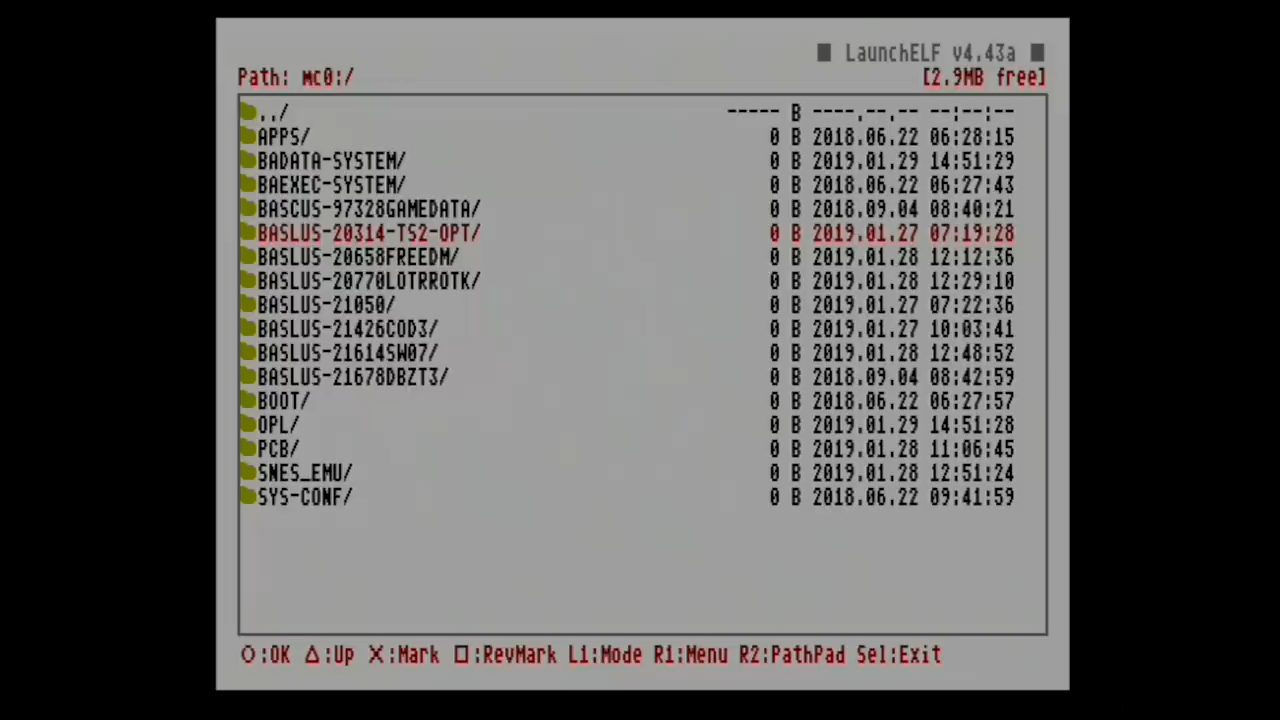 ■ LaunchELF v4.43a ■
Path: mc0:/ [2.9MB free]
../ ----- B ----.--.-- --:--:--
APPS/ 0 B 2018.06.22 06:28:15
BADATA-SYSTEM/ 0 B 2019.01.29 14:51:29
BAEXEC-SYSTEM/ 0 B 2018.06.22 06:27:43
BASCUS-97328GAMEDATA/ 0 B 2018.09.04 08:40:21
BASLUS-20314-TS2-OPT/ 0 B 2019.01.27 07:19:28
BASLUS-20658FREEDM/ 0 B 2019.01.28 12:12:36
BASLUS-20770LOTRROTK/ 0 B 2019.01.28 12:29:10
BASLUS-21050/ 0 B 2019.01.27 07:22:36
BASLUS-21426COD3/ 0 B 2019.01.27 10:03:41
BASLUS-21614SW07/ 0 B 2019.01.28 12:48:52
BASLUS-21678DBZT3/ 0 B 2018.09.04 08:42:59
BOOT/ 0 B 2018.06.22 06:27:57
OPL/ 0 B 2019.01.29 14:51:28
PCB/ 0 B 2019.01.28 11:06:45
SNES_EMU/ 0 B 2019.01.28 12:51:24
SYS-CONF/ 0 B 2018.06.22 09:41:59
○:OK △:Up X:Mark □:RevMark L1:Mode R1:Menu R2:PathPad Sel:Exit